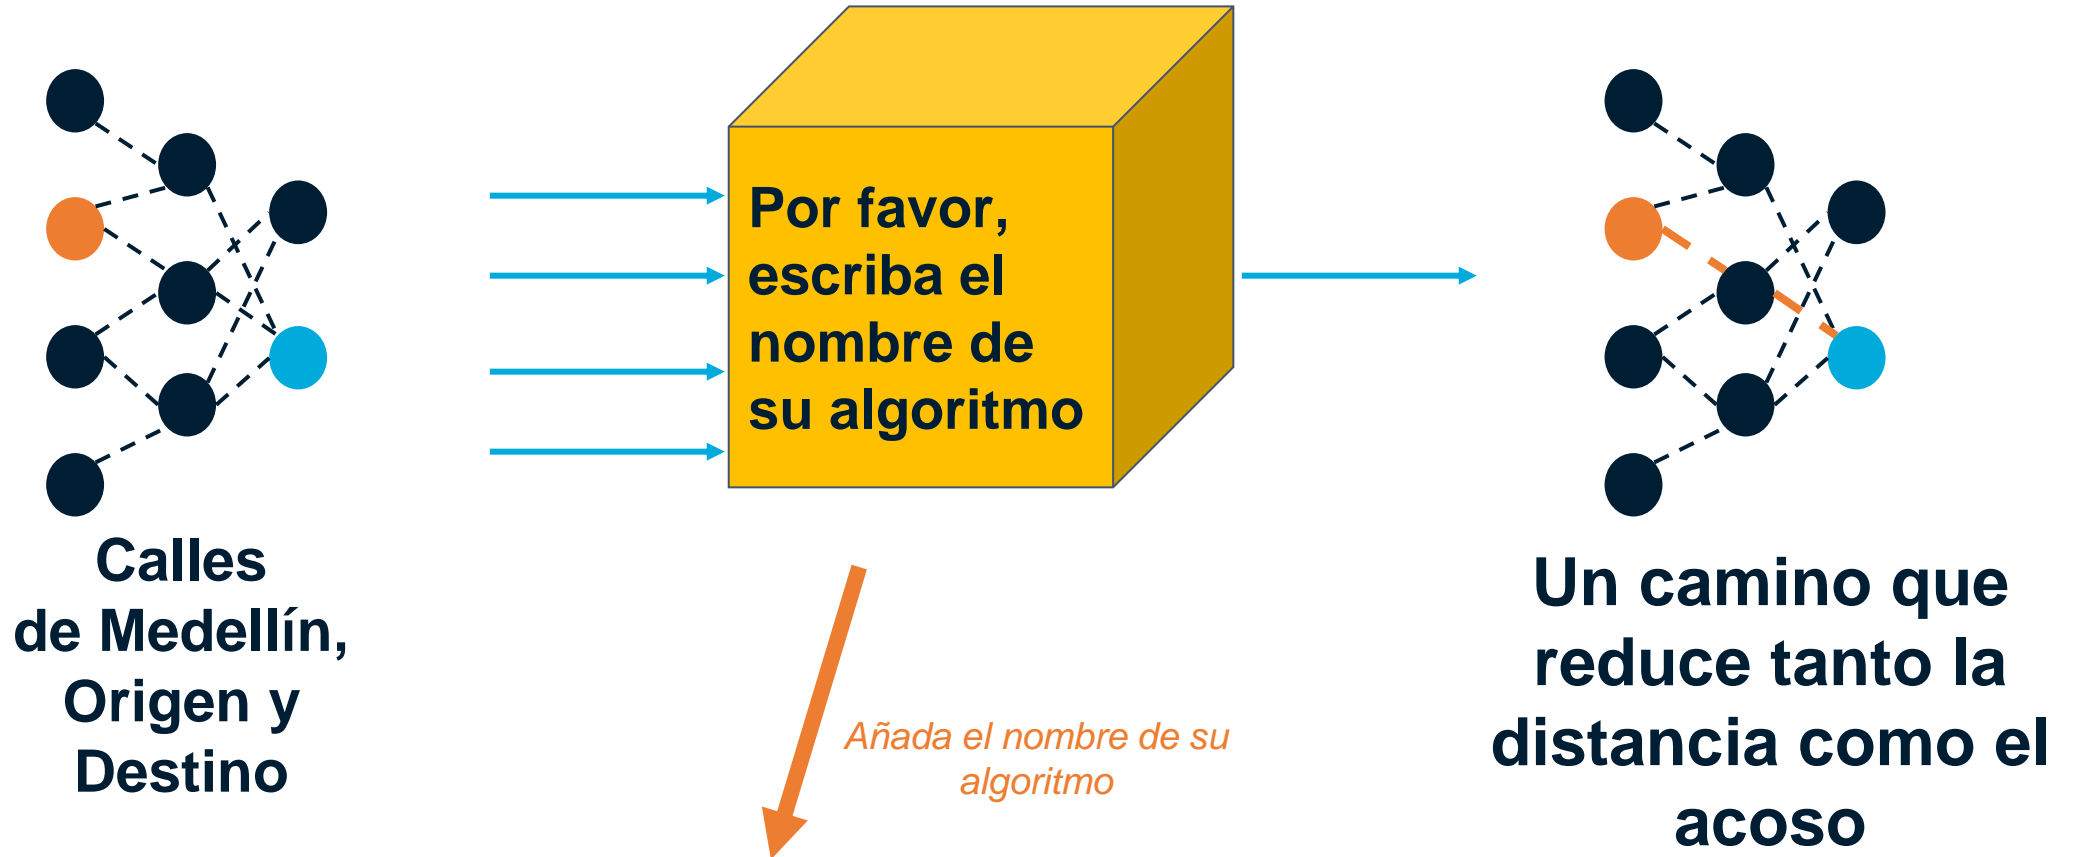 Por favor,
escriba el
nombre de
su algoritmo
Calles
de Medellín,
Origen y
Destino
Añada el nombre de su
algoritmo
Un camino que
reduce tanto la
distancia como el
acoso